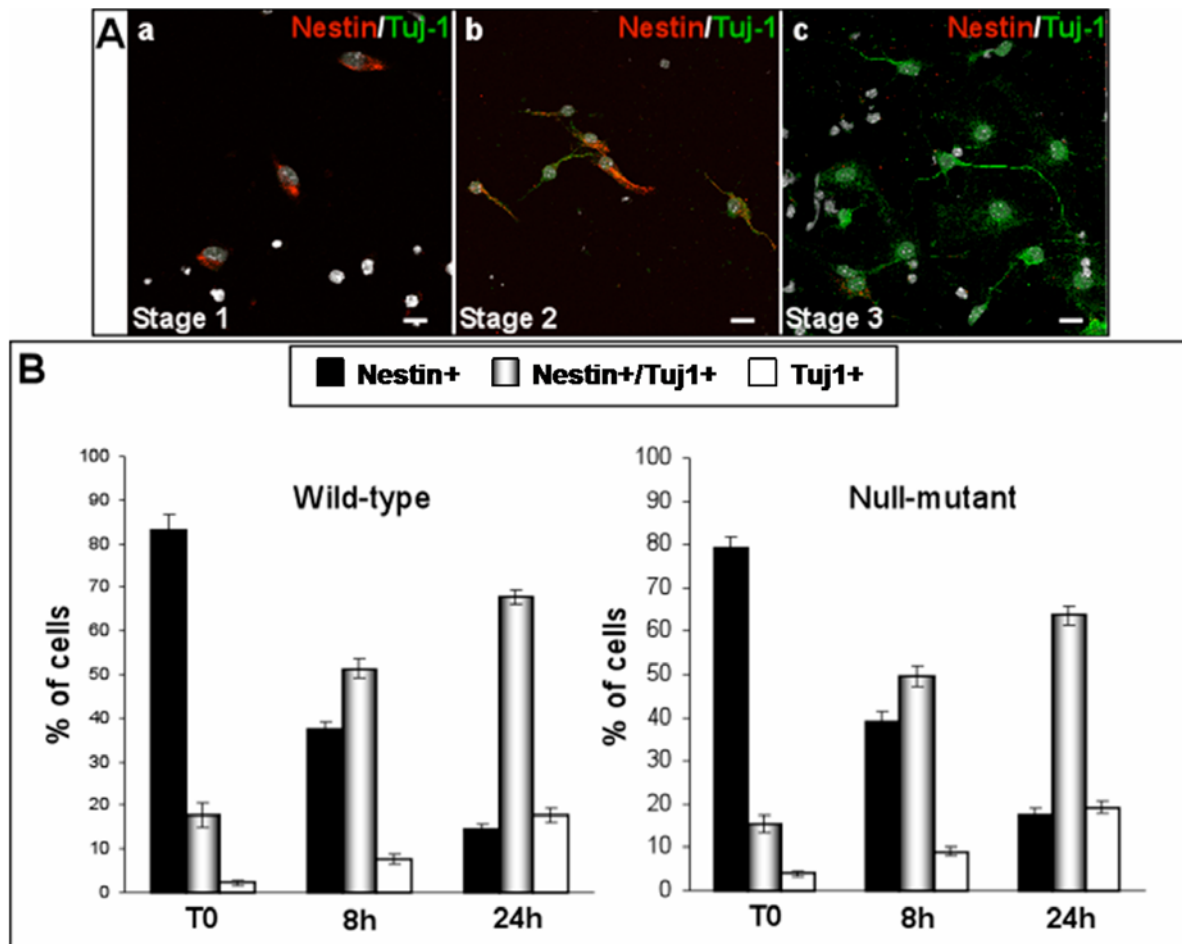 A
a Nestin/Tuj-1
b Nestin/Tuj-1
c Nestin/Tuj-1
Stage 1
Stage 2
Stage 3
B
Nestin+ Nestin+/Tuj1+ Tuj1+
Wild-type
% of cells
100
90
80
70
60
50
40
30
20
10
0
T0 8h 24h
Null-mutant
% of cells
100
90
80
70
60
50
40
30
20
10
0
T0 8h 24h